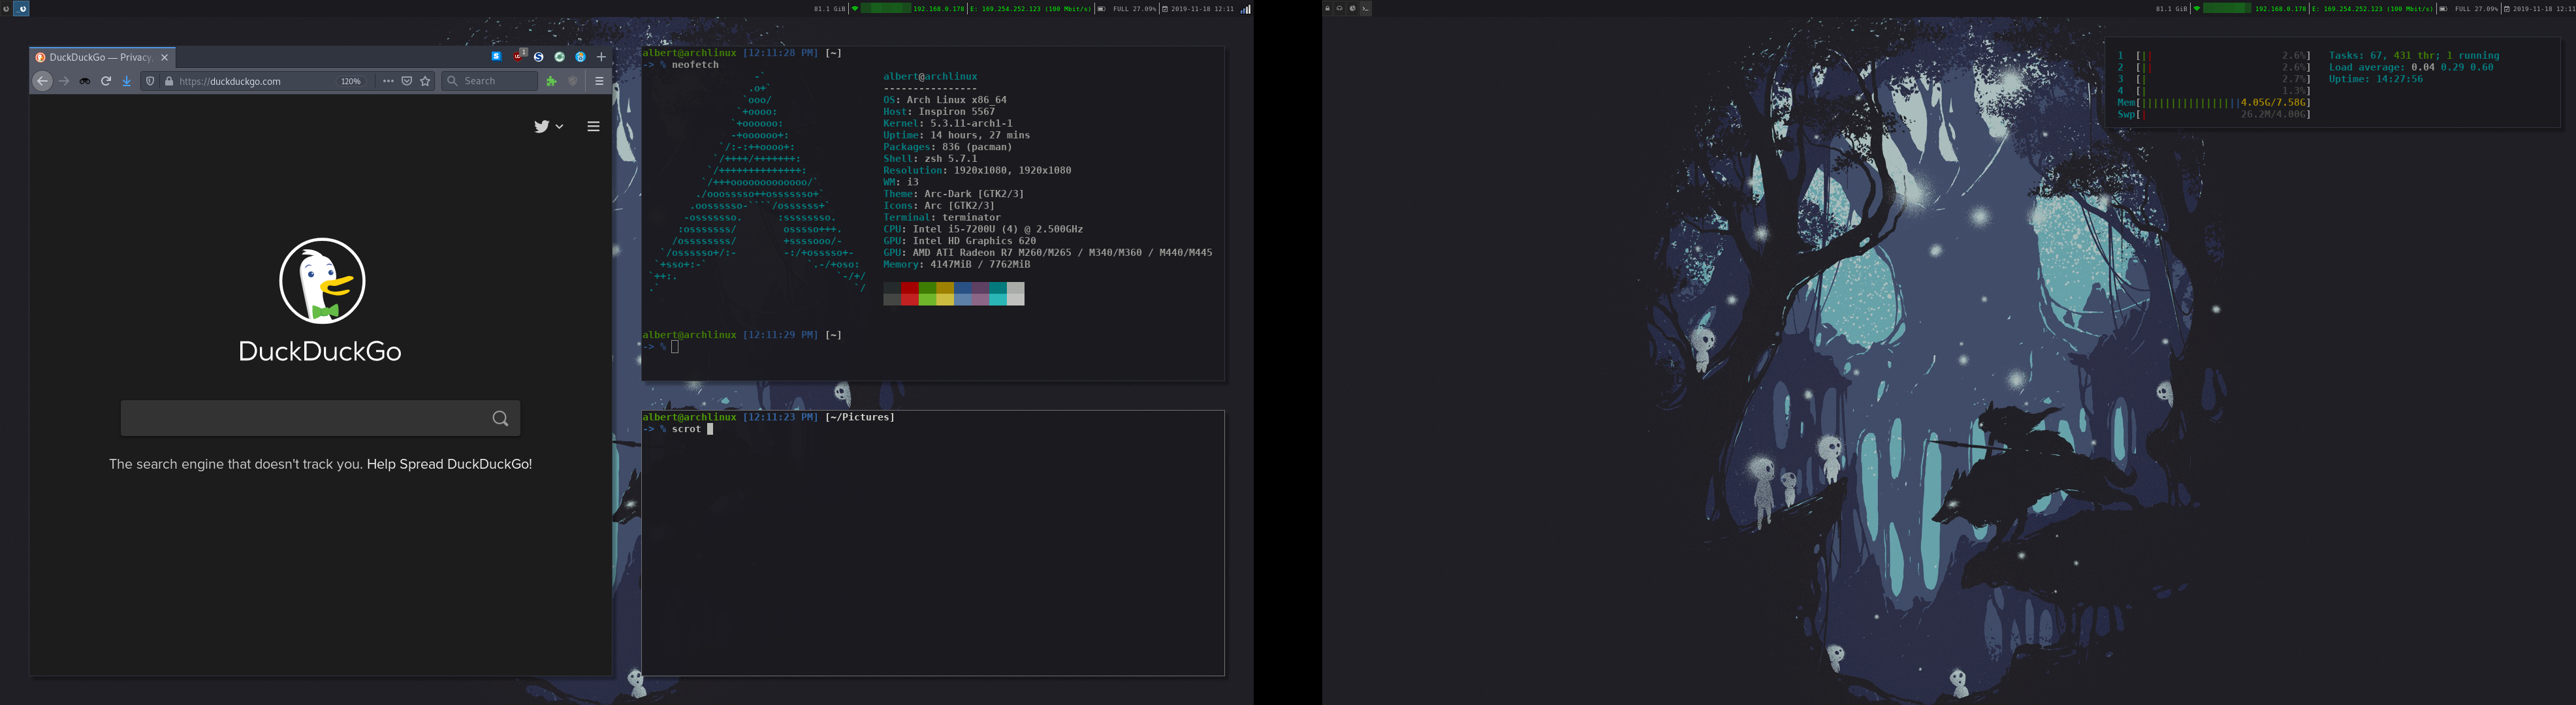 81.1 GiB 192.168.0.178 E: 169.254.252.123 (100 Mbit/s) FULL 27.09% 2019-11-18 12:11
DuckDuckGo — Privacy,
1
https://duckduckgo.com 120% Search
DuckDuckGo
The search engine that doesn't track you. Help Spread DuckDuckGo!
albert@archlinux [12:11:28 PM] [~]
-> % neofetch
albert@archlinux
----------------
OS: Arch Linux x86_64
Host: Inspiron 5567
Kernel: 5.3.11-arch1-1
Uptime: 14 hours, 27 mins
Packages: 836 (pacman)
Shell: zsh 5.7.1
Resolution: 1920x1080, 1920x1080
WM: i3
Theme: Arc-Dark [GTK2/3]
Icons: Arc [GTK2/3]
Terminal: terminator
CPU: Intel i5-7200U (4) @ 2.500GHz
GPU: Intel HD Graphics 620
GPU: AMD ATI Radeon R7 M260/M265 / M340/M360 / M440/M445
Memory: 4147MiB / 7762MiB
albert@archlinux [12:11:29 PM] [~]
-> %
albert@archlinux [12:11:23 PM] [~/Pictures]
-> % scrot
81.1 GiB 192.168.0.178 E: 169.254.252.123 (100 Mbit/s) FULL 27.09% 2019-11-18 12:11
1 [|| 2.6%] Tasks: 67, 431 thr; 1 running
2 [|| 2.6%] Load average: 0.04 0.29 0.60
3 [| 2.7%] Uptime: 14:27:56
4 [| 1.3%]
Mem[|||||||||||||||||4.05G/7.58G]
Swp[| 26.2M/4.00G]